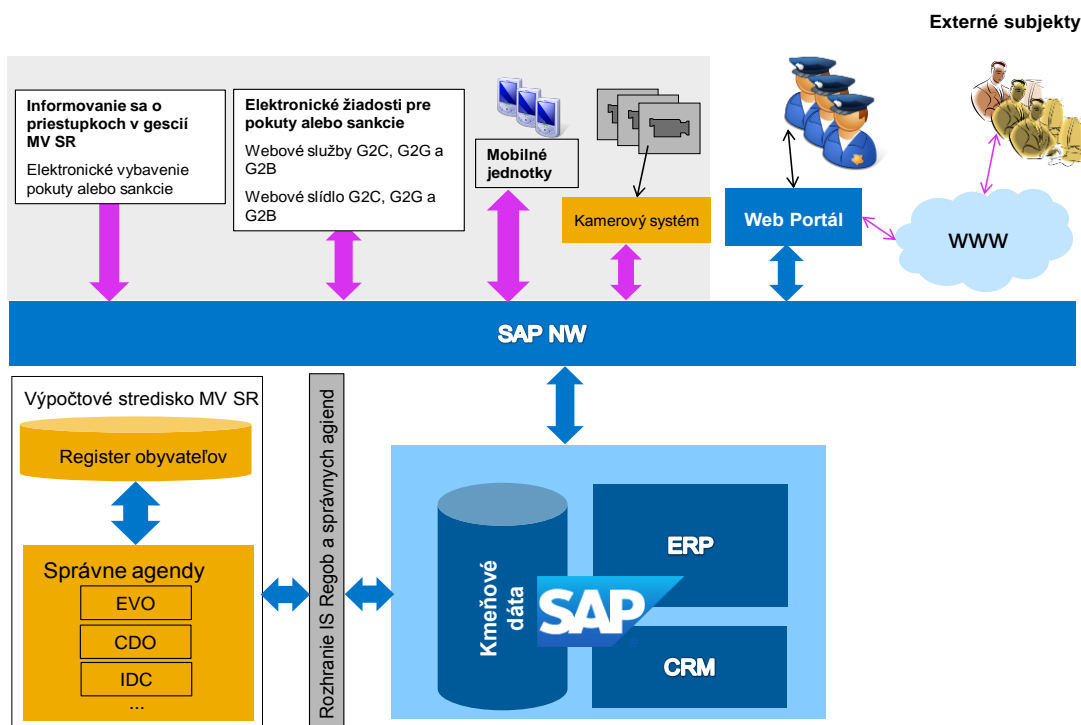 Externé subjekty
Informovanie sa o
priestupkoch v gescií
MV SR
Elektronické vybavenie
pokuty alebo sankcie
Elektronické žiadosti pre
pokuty alebo sankcie
Webové služby G2C, G2G a
G2B
Webové slídlo G2C, G2G a
G2B
Mobilné
jednotky
Kamerový systém
Web Portál
www
SAP NW
Výpočtové stredisko MV SR
Register obyvateľov
Správne agendy
EVO
CDO
IDC
...
Rozhranie IS Regob a správnych agiend
Kmeňové
dáta
SAP
ERP
CRM